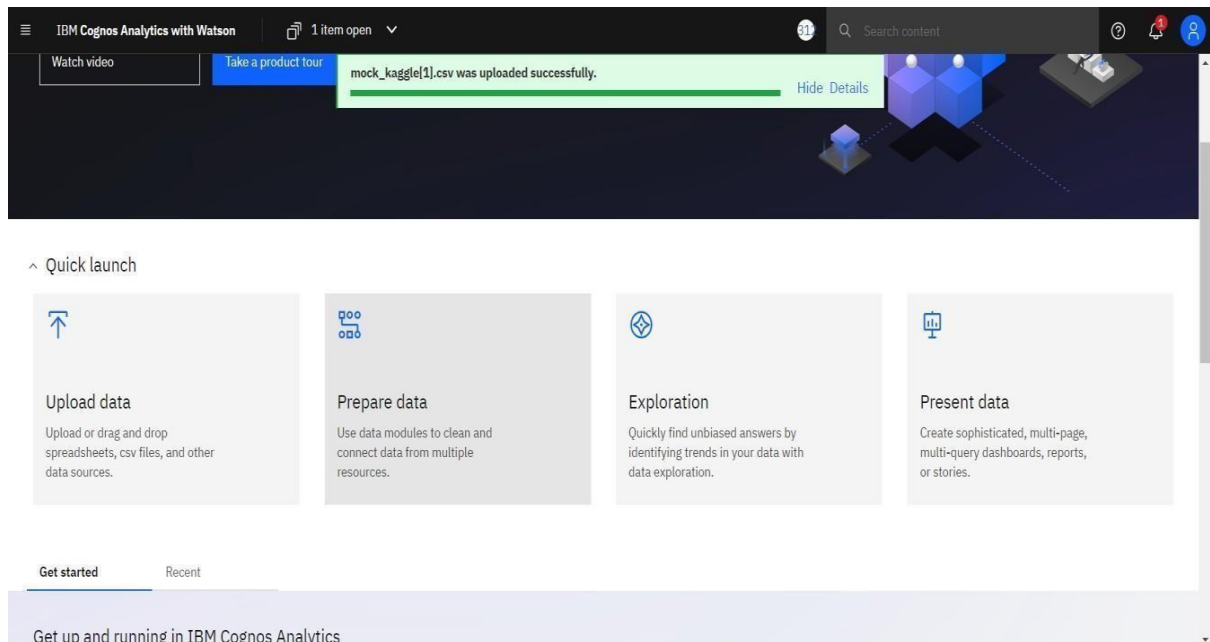 IBM Cognos Analytics with Watson
1 item open
31
Search content
1
Watch video
Take a product tour
mock_kaggle[1].csv was uploaded successfully.
Hide Details
Quick launch
Upload data
Upload or drag and drop
spreadsheets, csv files, and other
data sources.
Prepare data
Use data modules to clean and
connect data from multiple
resources.
Exploration
Quickly find unbiased answers by
identifying trends in your data with
data exploration.
Present data
Create sophisticated, multi-page,
multi-query dashboards, reports,
or stories.
Get started
Recent
Get up and running in IBM Cognos Analytics